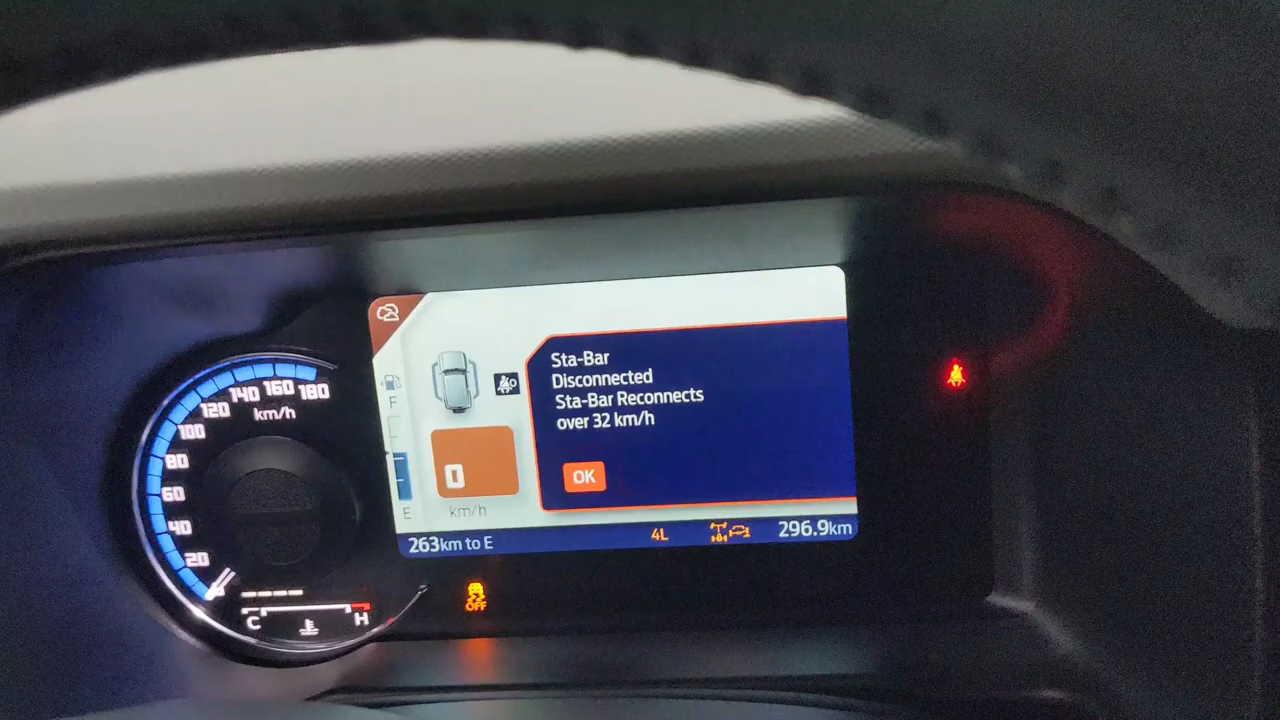 180
160
140
120
100
80
60
40
20
km/h
C
H
F
E
0
km/h
Sta-Bar
Disconnected
Sta-Bar Reconnects
over 32 km/h
OK
263km to E
4L
296.9km
OFF